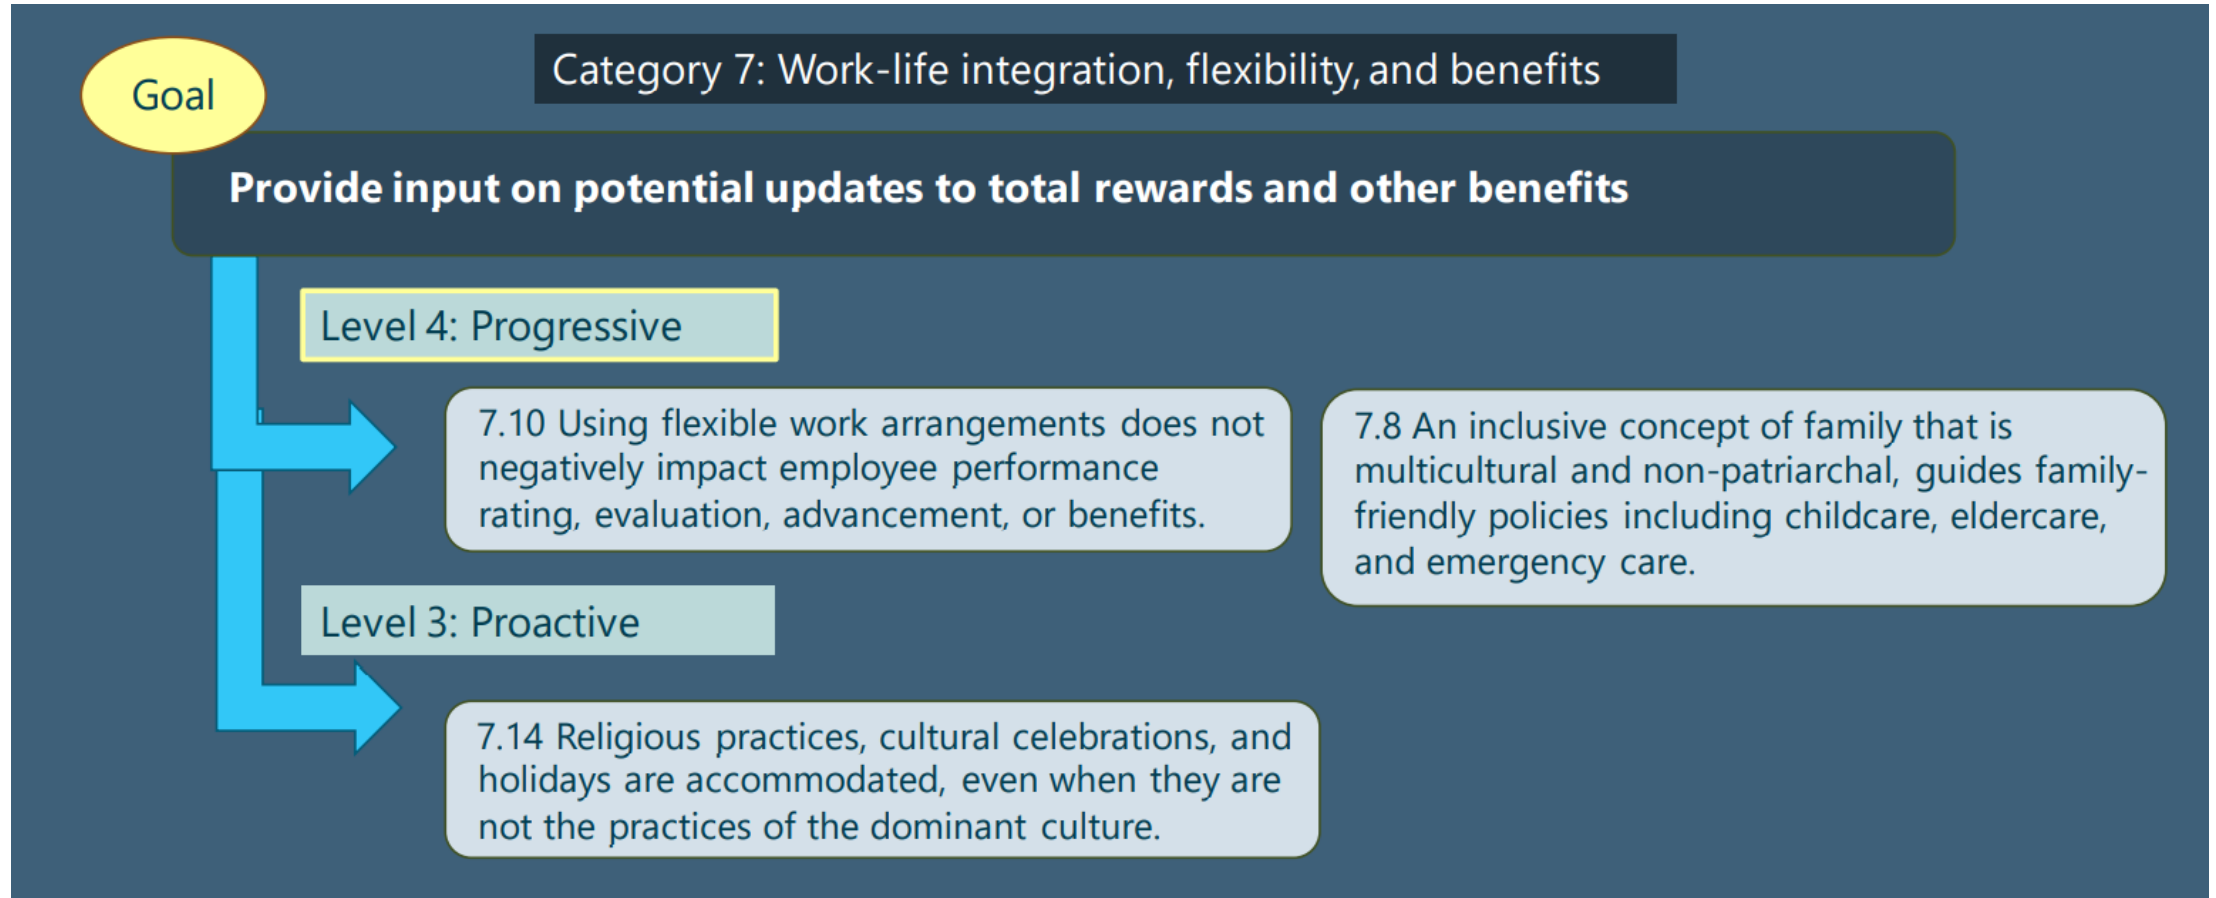 Goal
Category 7: Work-life integration, flexibility, and benefits
Provide input on potential updates to total rewards and other benefits
Level 4: Progressive
7.10 Using flexible work arrangements does not
negatively impact employee performance
rating, evaluation, advancement, or benefits.
7.8 An inclusive concept of family that is
multicultural and non-patriarchal, guides family-
friendly policies including childcare, eldercare,
and emergency care.
Level 3: Proactive
7.14 Religious practices, cultural celebrations, and
holidays are accommodated, even when they are
not the practices of the dominant culture.